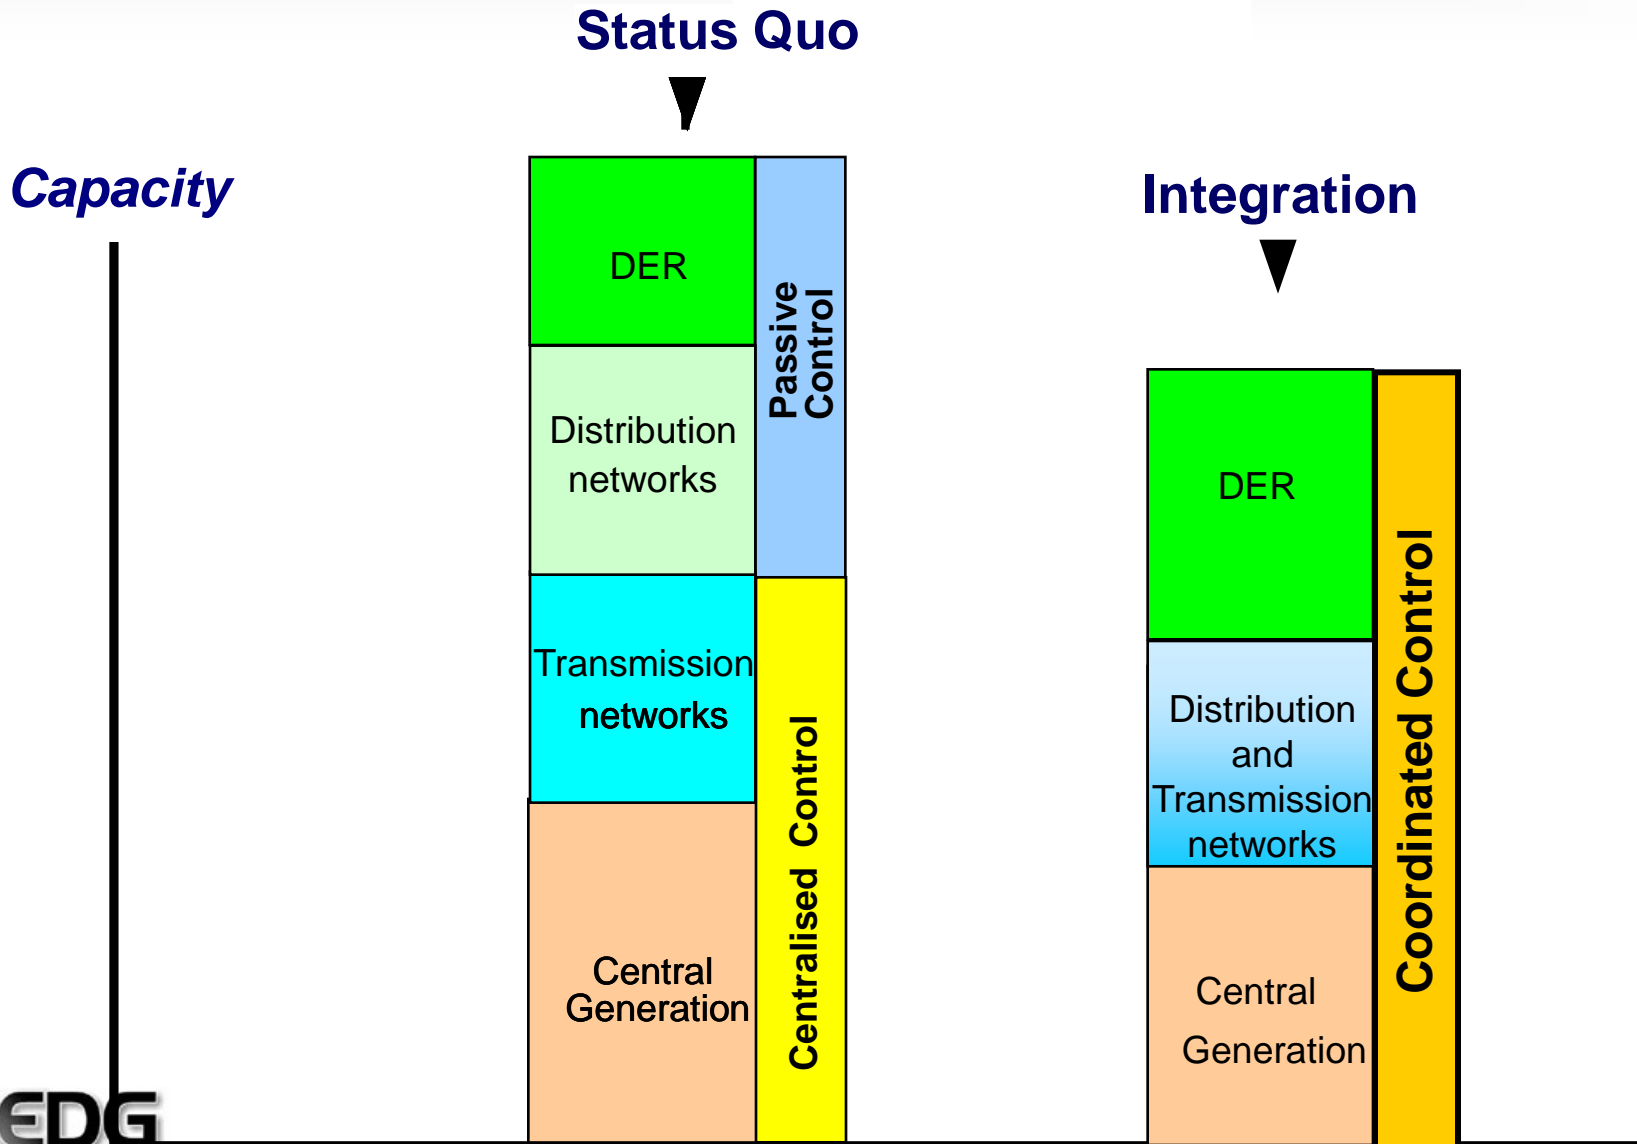 Status Quo
Capacity
Integration
DER
Passive
Control
Distribution
networks
Transmission
networks
Centralised Control
Central
Generation
DER
Distribution
and
Transmission
networks
Coordinated Control
Central
Generation
EDG